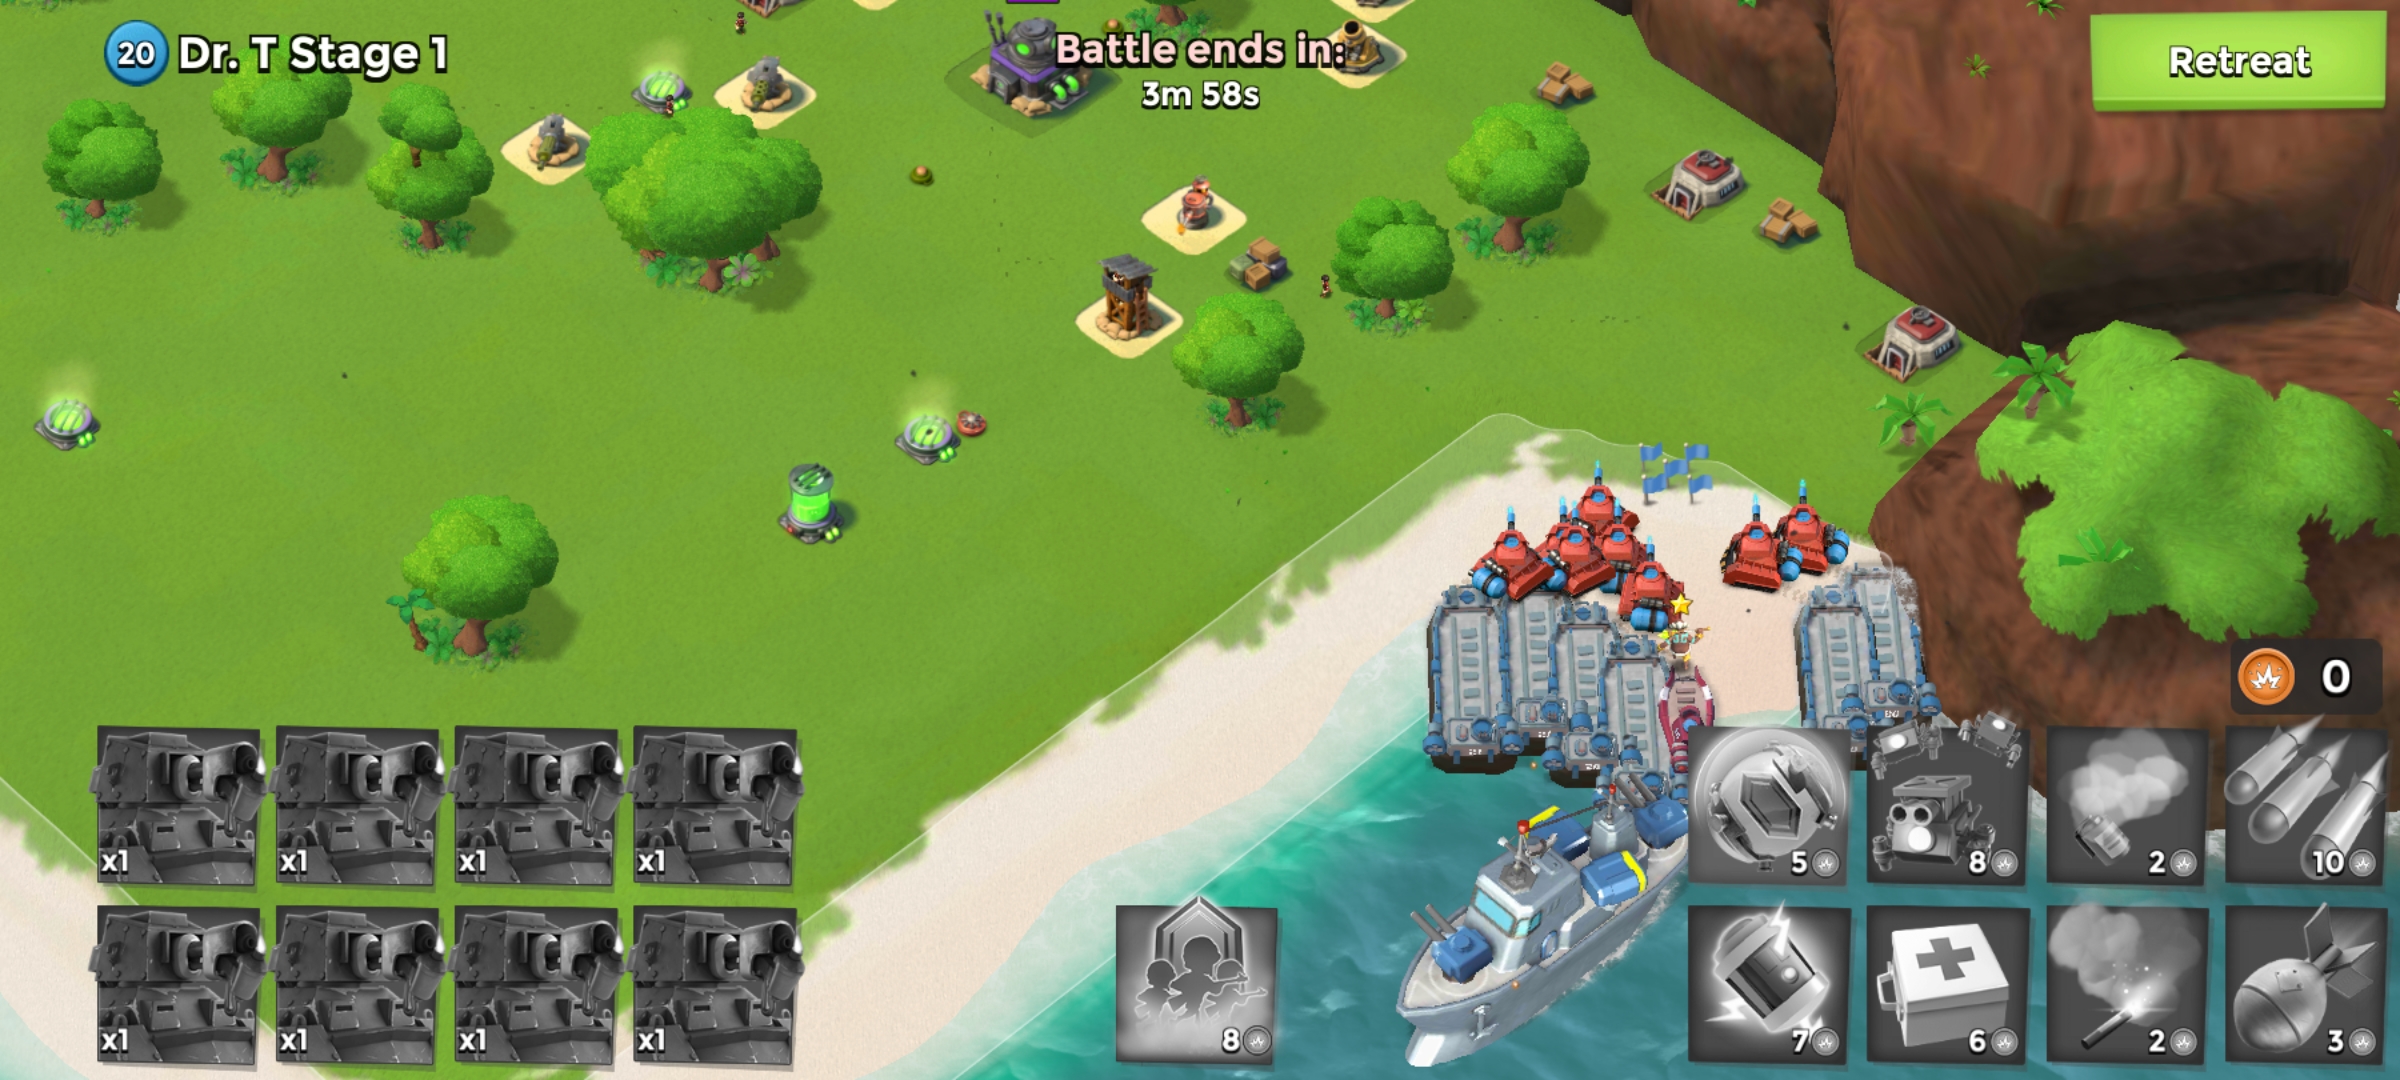 20 Dr. T Stage 1
Battle ends in:
3m 58s
Retreat
0
x1 x1 x1 x1
5 8 2 10
x1 x1 x1 x1
8
7 6 2 3